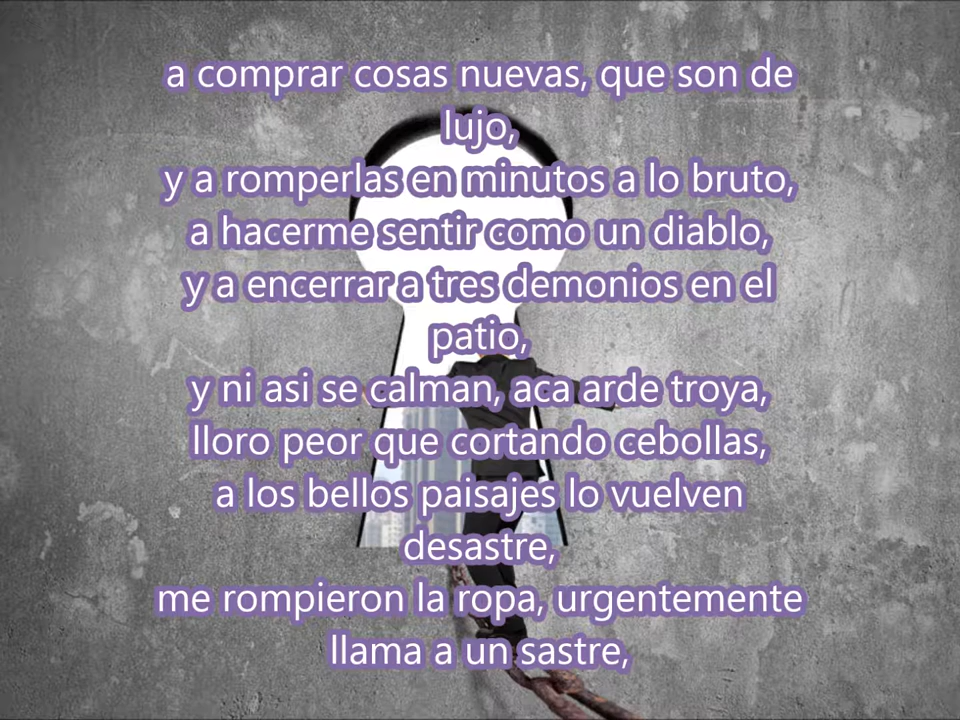 a comprar cosas nuevas, que son de
lujo,
y a romperlas en minutos a lo bruto,
a hacerme sentir como un diablo,
y a encerrar a tres demonios en el
patio,
y ni asi se calman, aca arde troya,
lloro peor que cortando cebollas,
a los bellos paisajes lo vuelven
desastre,
me rompieron la ropa, urgentemente
llama a un sastre,